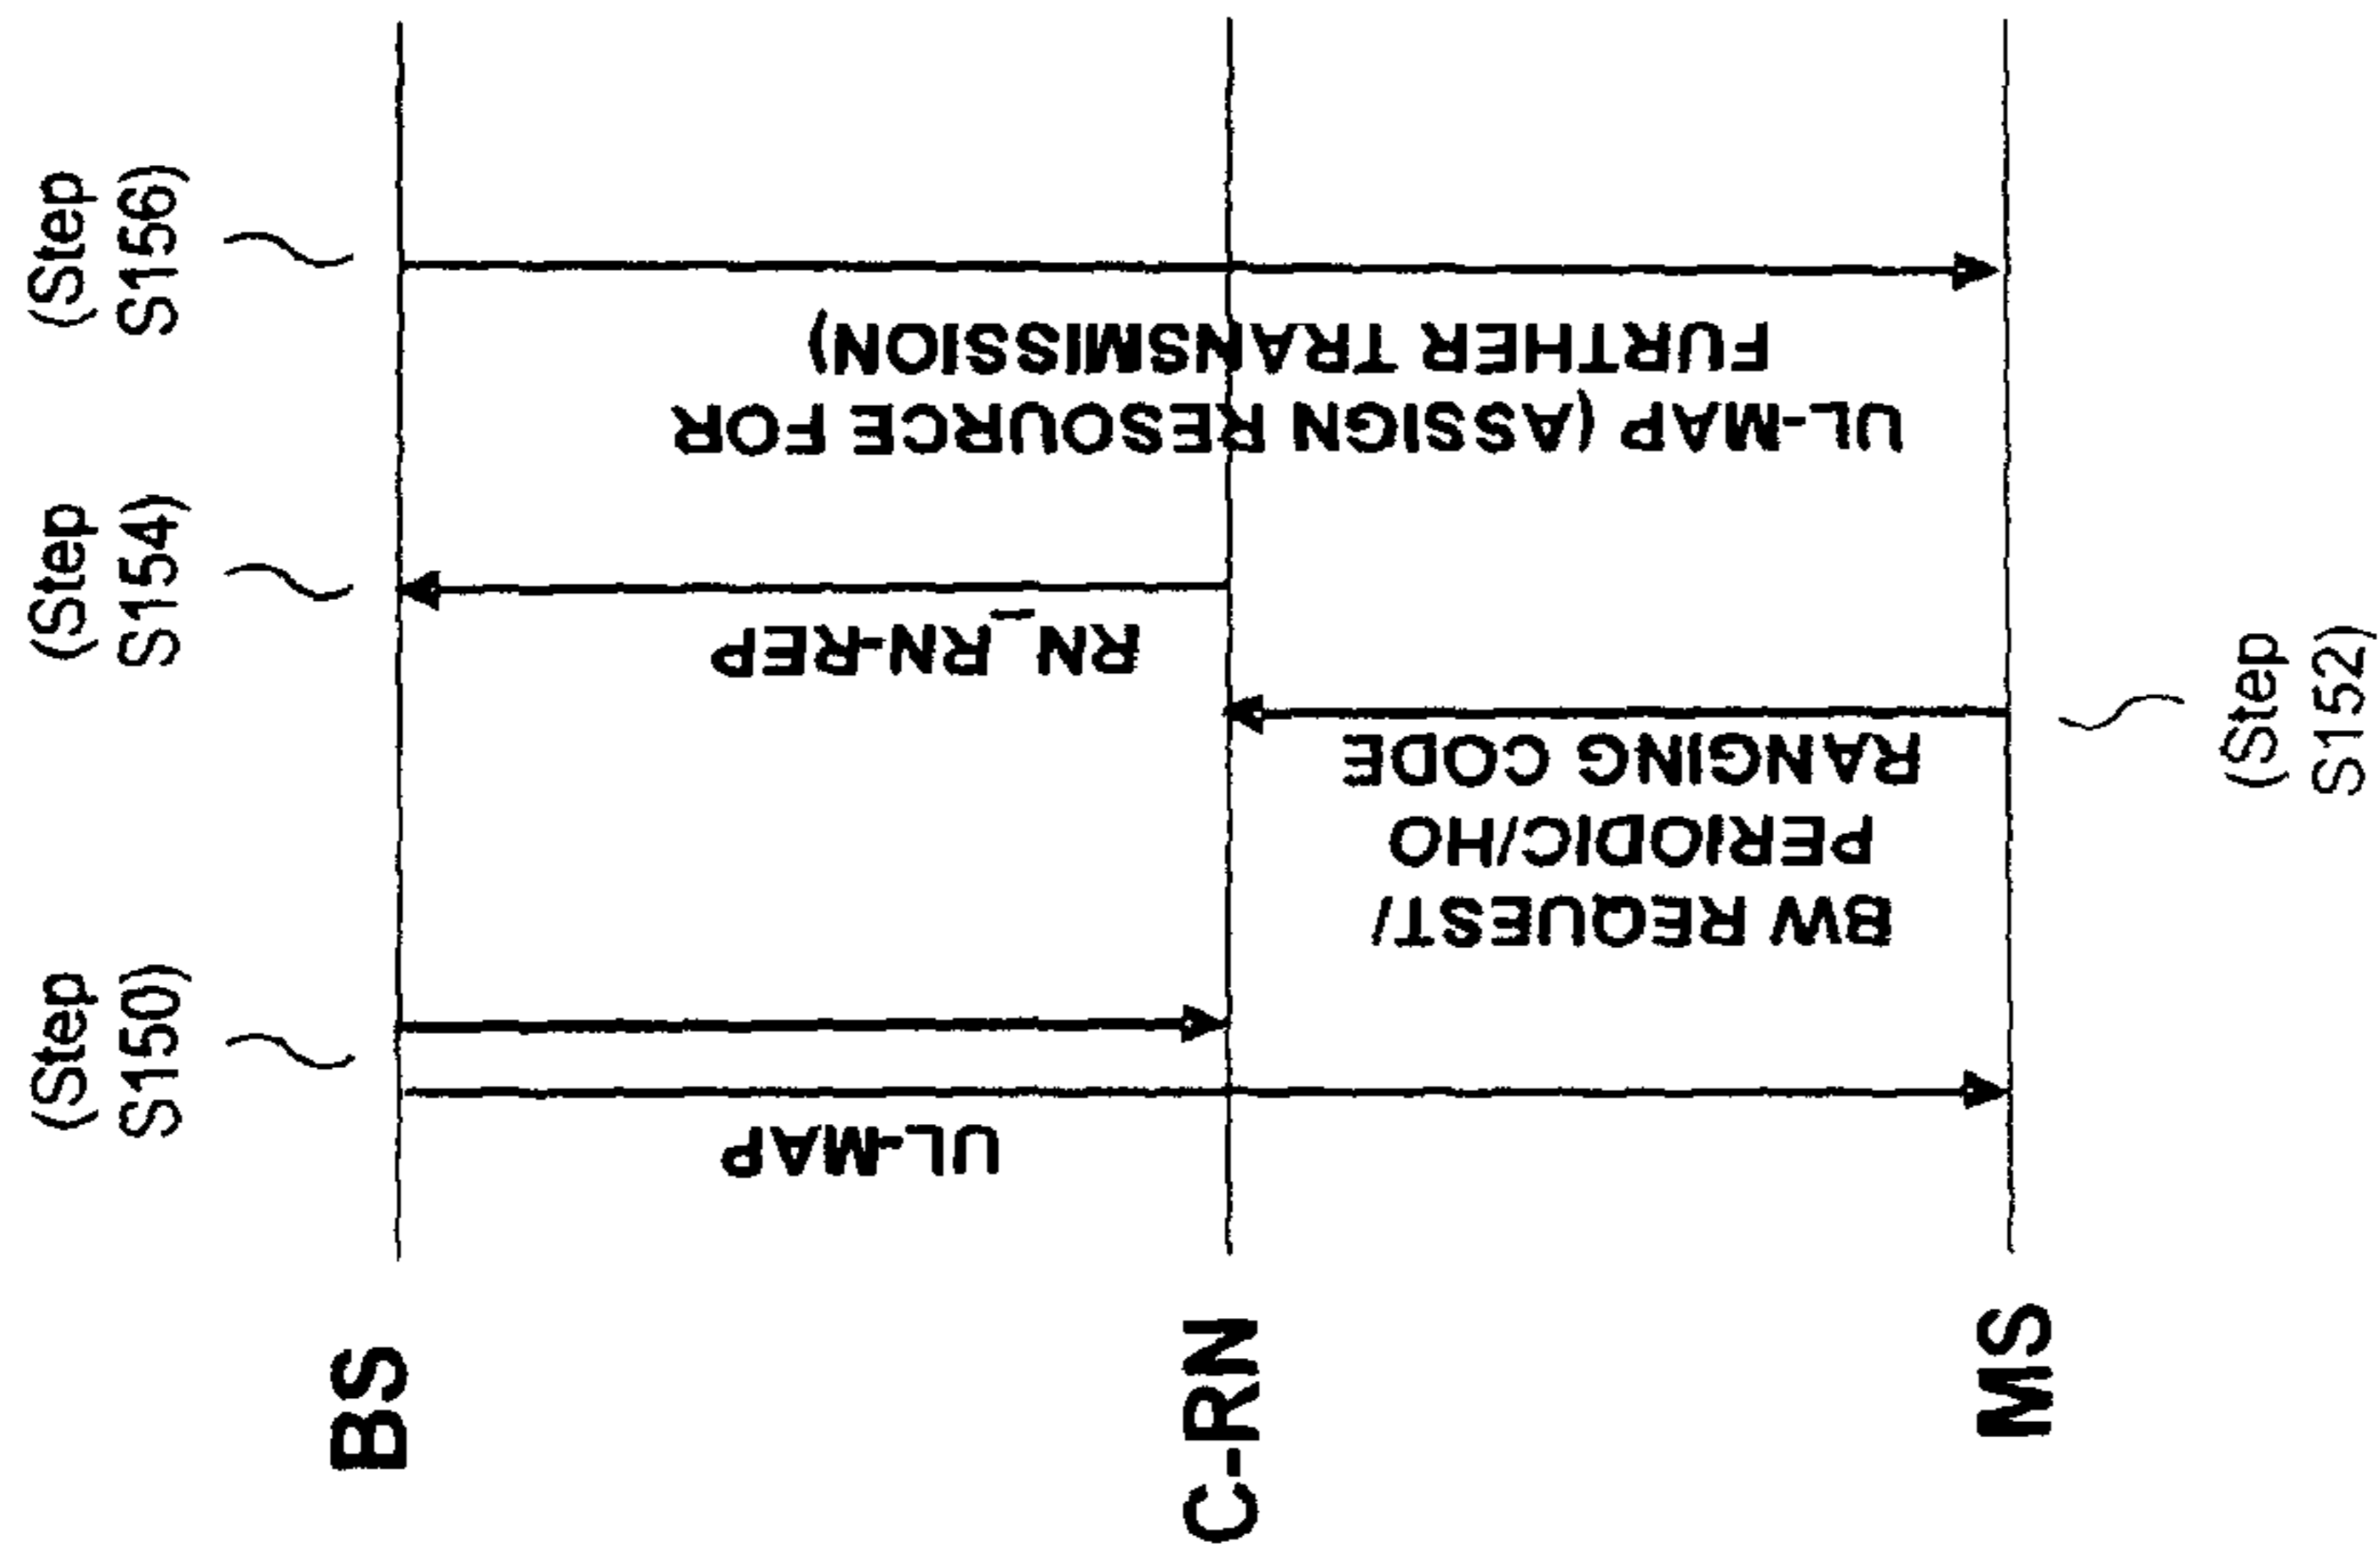 BS
C-RN
MS
(Step
S150)
UL-MAP
(Step
S152)
BW REQUEST/
PERIODIC/HO
RANGING CODE
(Step
S154)
RN_RN-REP
(Step
S156)
UL-MAP (ASSIGN RESOURCE FOR
FURTHER TRANSMISSION)